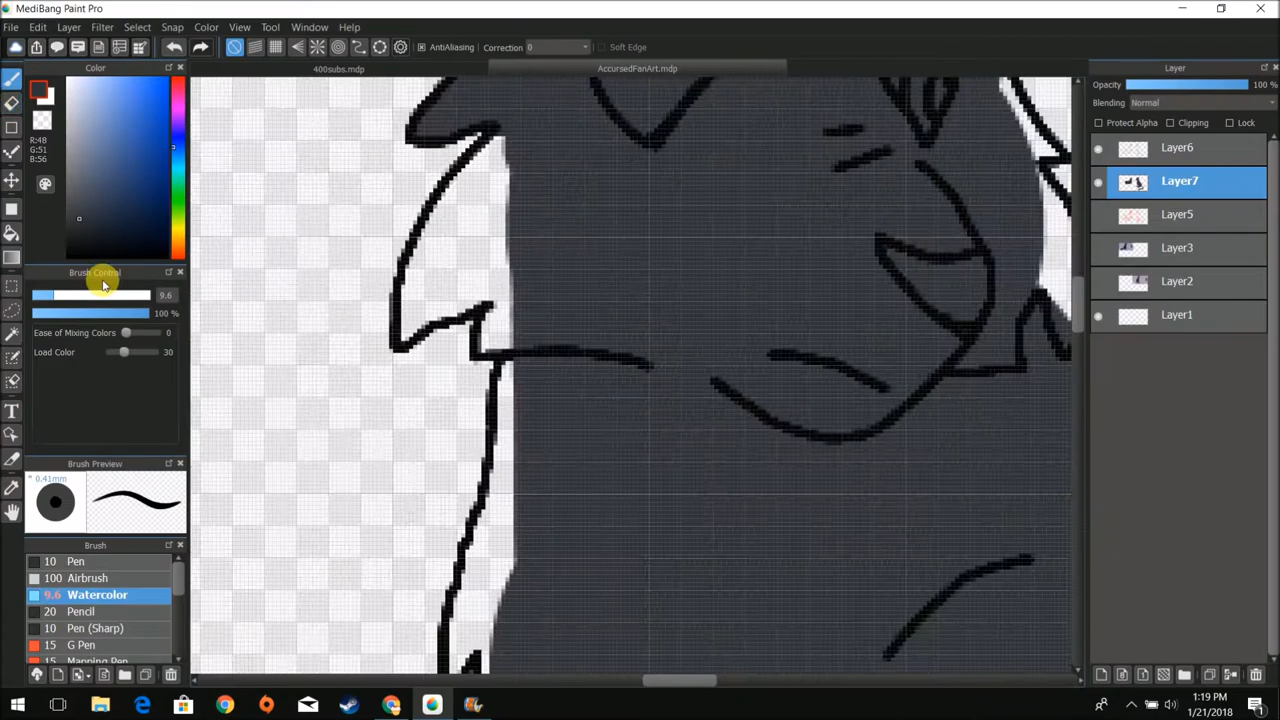 MediBang Paint Pro
File Edit Layer Filter Select Snap Color View Tool Window Help
AntiAliasing Correction 0 Soft Edge
Color
400subs.mdp
AccursedFanArt.mdp
Layer
R:48
G:51
B:56
Opacity 100 %
Blending Normal
Protect Alpha Clipping Lock
Layer6
Layer7
Layer5
Layer3
Layer2
Layer1
Brush Control
9.6
100 %
Ease of Mixing Colors 0
Load Color 30
Brush Preview
* 0.41mm
Brush
10 Pen
100 Airbrush
9.6 Watercolor
20 Pencil
10 Pen (Sharp)
15 G Pen
15 Mapping Pen
T
1:19 PM
1/21/2018
1